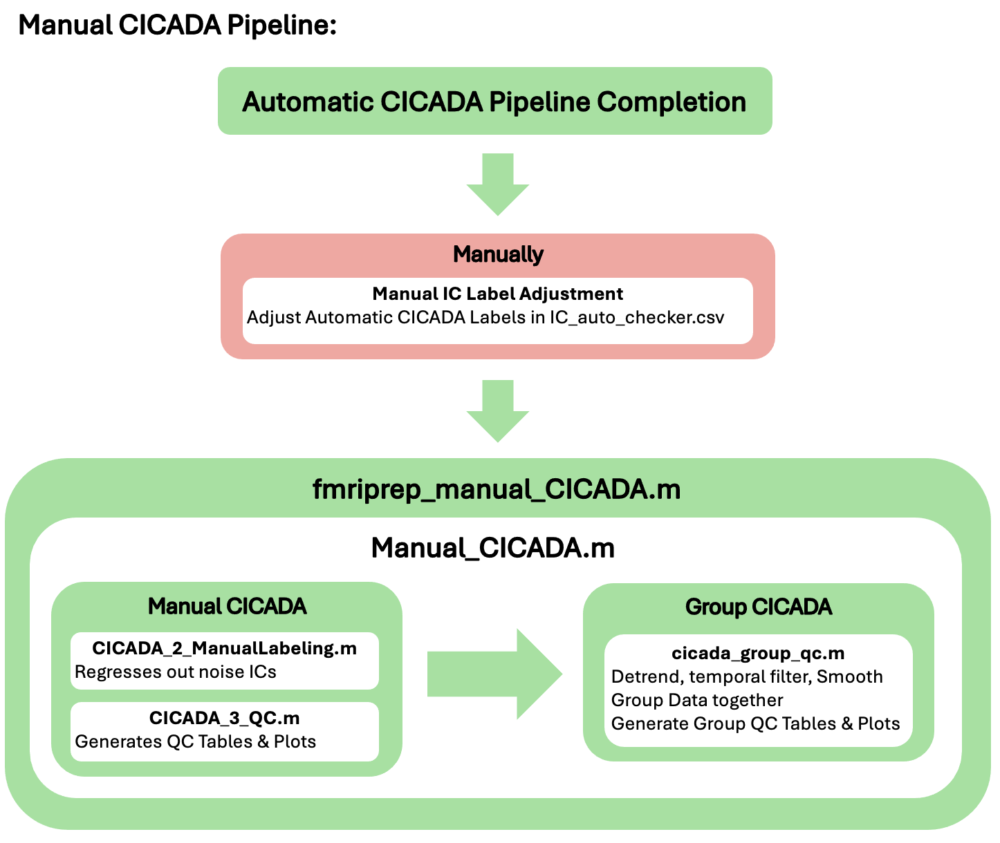 Manual CICADA Pipeline:
Automatic CICADA Pipeline Completion
Manually
Manual IC Label Adjustment
Adjust Automatic CICADA Labels in IC_auto_checker.csv
fmriprep_manual_CICADA.m
Manual_CICADA.m
Manual CICADA
CICADA_2_ManualLabeling.m
Regresses out noise ICs
CICADA_3_QC.m
Generates QC Tables & Plots
Group CICADA
cicada_group_qc.m
Detrend, temporal filter, Smooth
Group Data together
Generate Group QC Tables & Plots